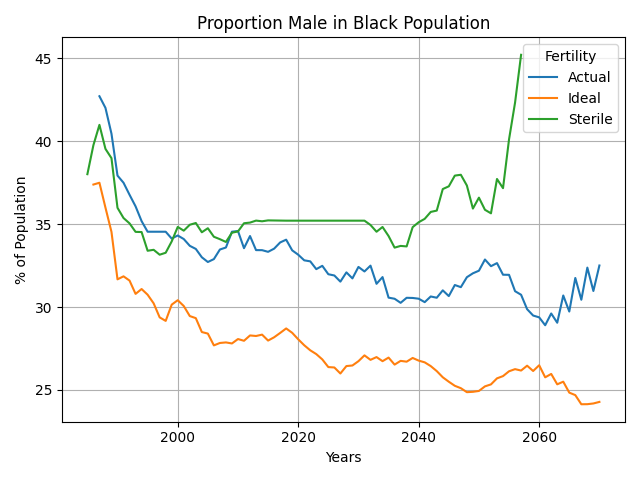 Proportion Male in Black Population
Fertility
Actual
Ideal
Sterile
% of Population
45
40
35
30
25
2000 2020 2040 2060
Years